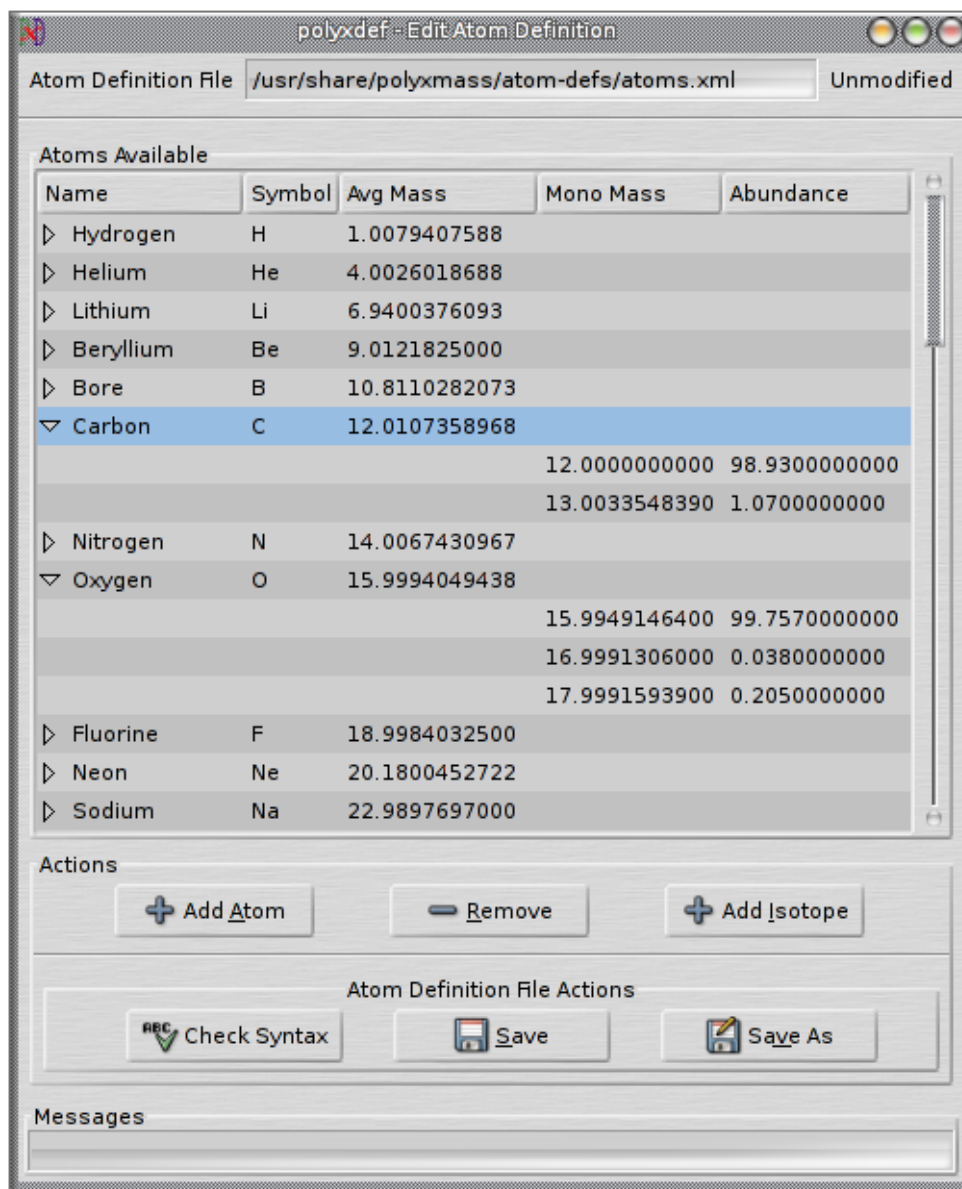 polyxdef - Edit Atom Definition
Atom Definition File /usr/share/polyxmass/atom-defs/atoms.xml Unmodified
Atoms Available
Name Symbol Avg Mass Mono Mass Abundance
Hydrogen H 1.0079407588
Helium He 4.0026018688
Lithium Li 6.9400376093
Beryllium Be 9.0121825000
Bore B 10.8110282073
Carbon C 12.0107358968
12.0000000000 98.9300000000
13.0033548390 1.0700000000
Nitrogen N 14.0067430967
Oxygen O 15.9994049438
15.9949146400 99.7570000000
16.9991306000 0.0380000000
17.9991593900 0.2050000000
Fluorine F 18.9984032500
Neon Ne 20.1800452722
Sodium Na 22.9897697000
Actions
Add Atom Remove Add Isotope
Atom Definition File Actions
ABC Check Syntax Save Save As
Messages